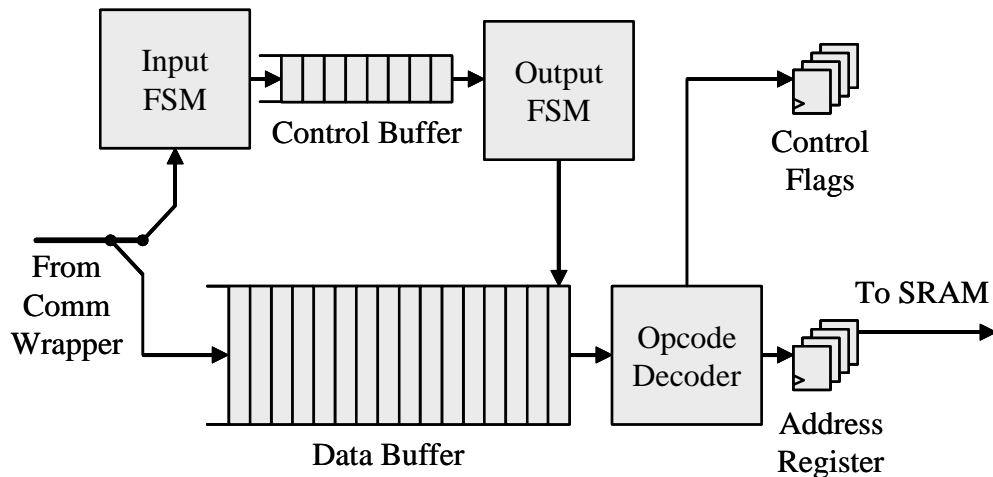 Input
FSM
Control Buffer
Output
FSM
Control
Flags
From
Comm
Wrapper
Data Buffer
Opcode
Decoder
To SRAM
Address
Register